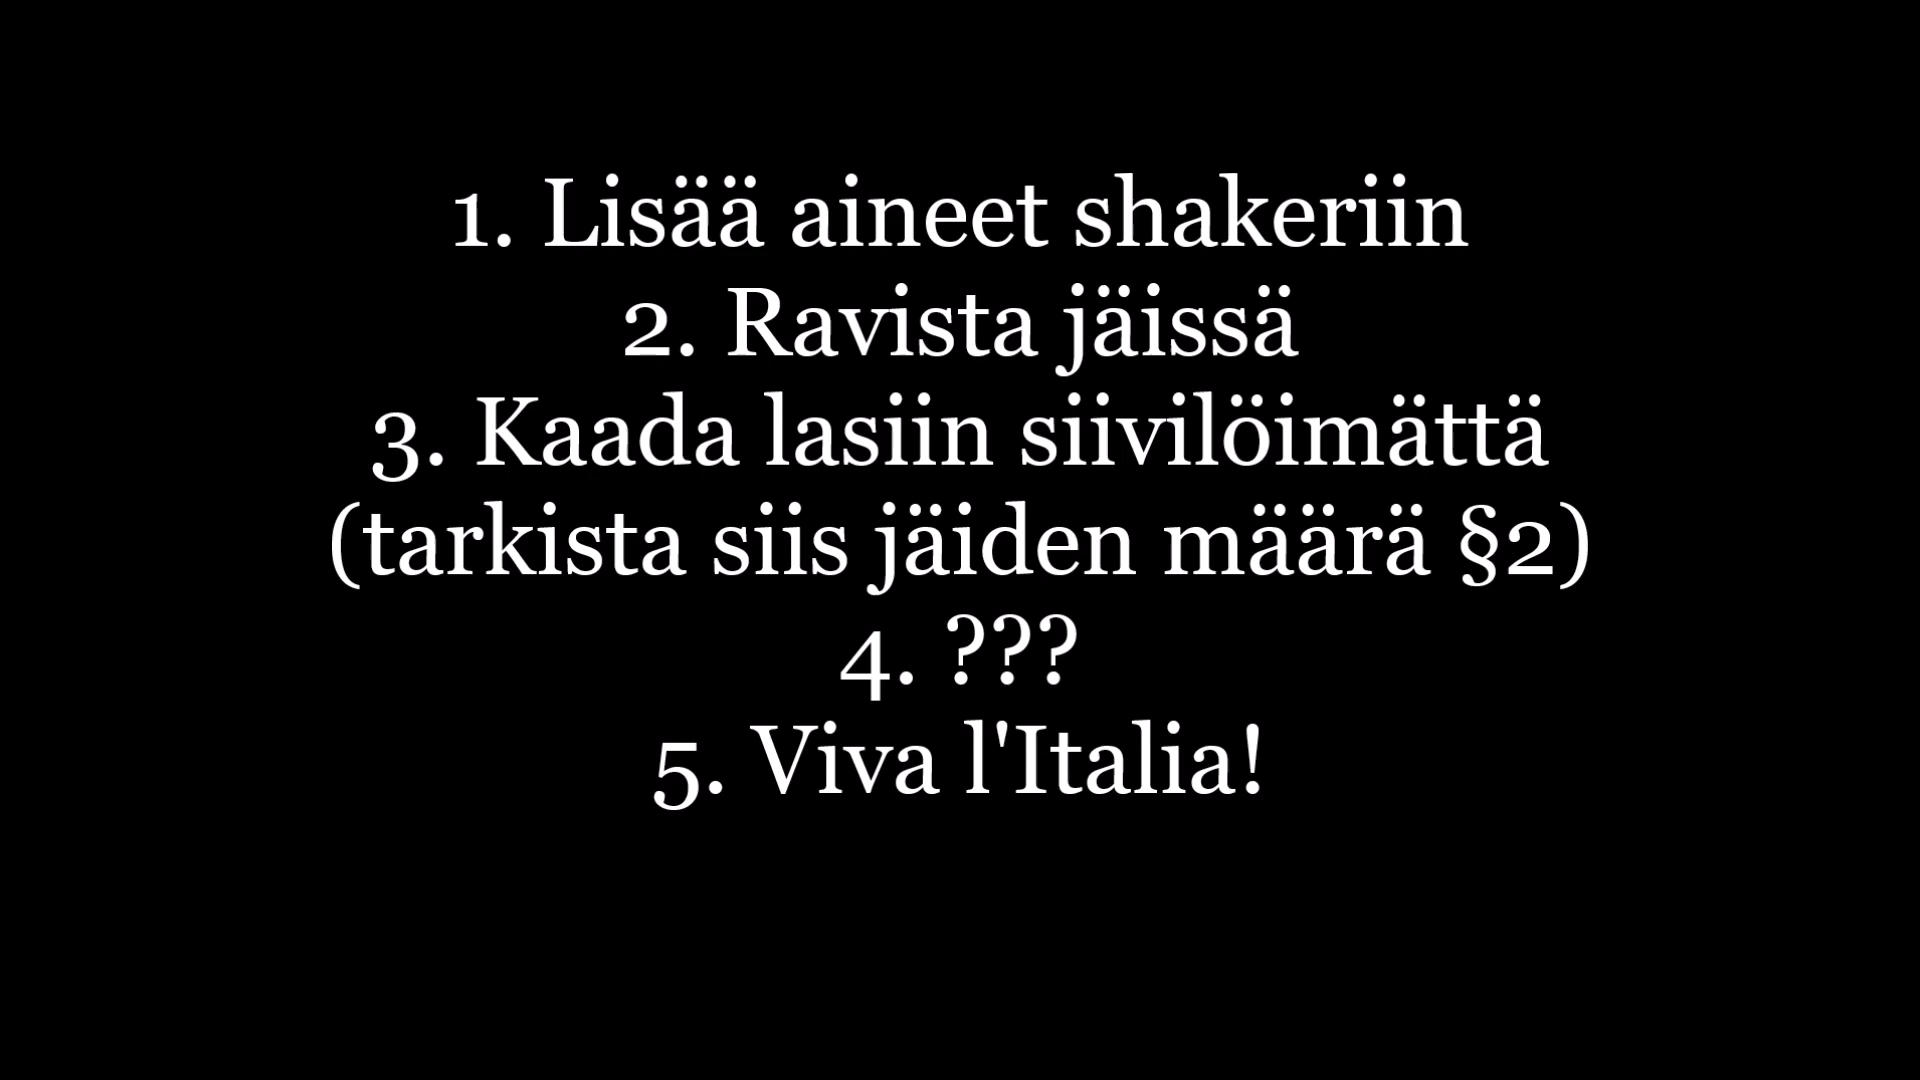 1. Lisää aineet shakeriin
2. Ravista jäissä
3. Kaada lasiin siivilöimättä
(tarkista siis jäiden määrä §2)
4. ???
5. Viva l'Italia!